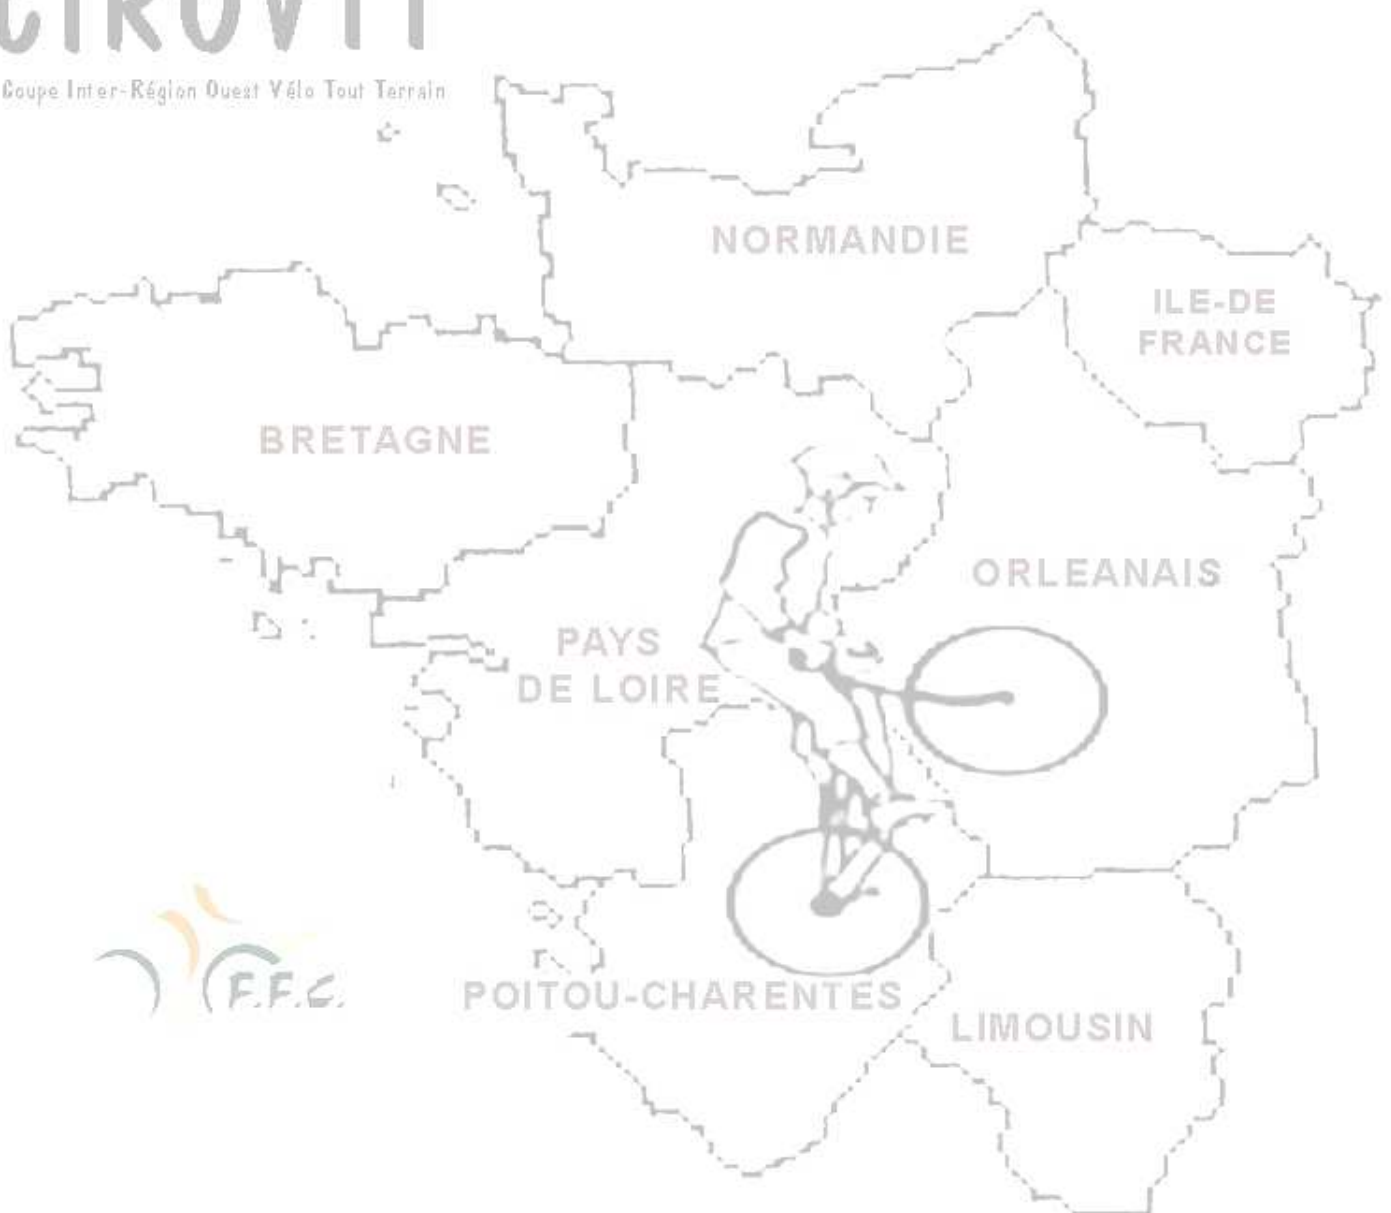 CIROVTT
Coupe Inter-Région Ouest Vélo Tout Terrain
NORMANDIE
ILE-DE
FRANCE
BRETAGNE
ORLEANAIS
PAYS
DE LOIRE
F.F.C.
POITOU-CHARENTES
LIMOUSIN